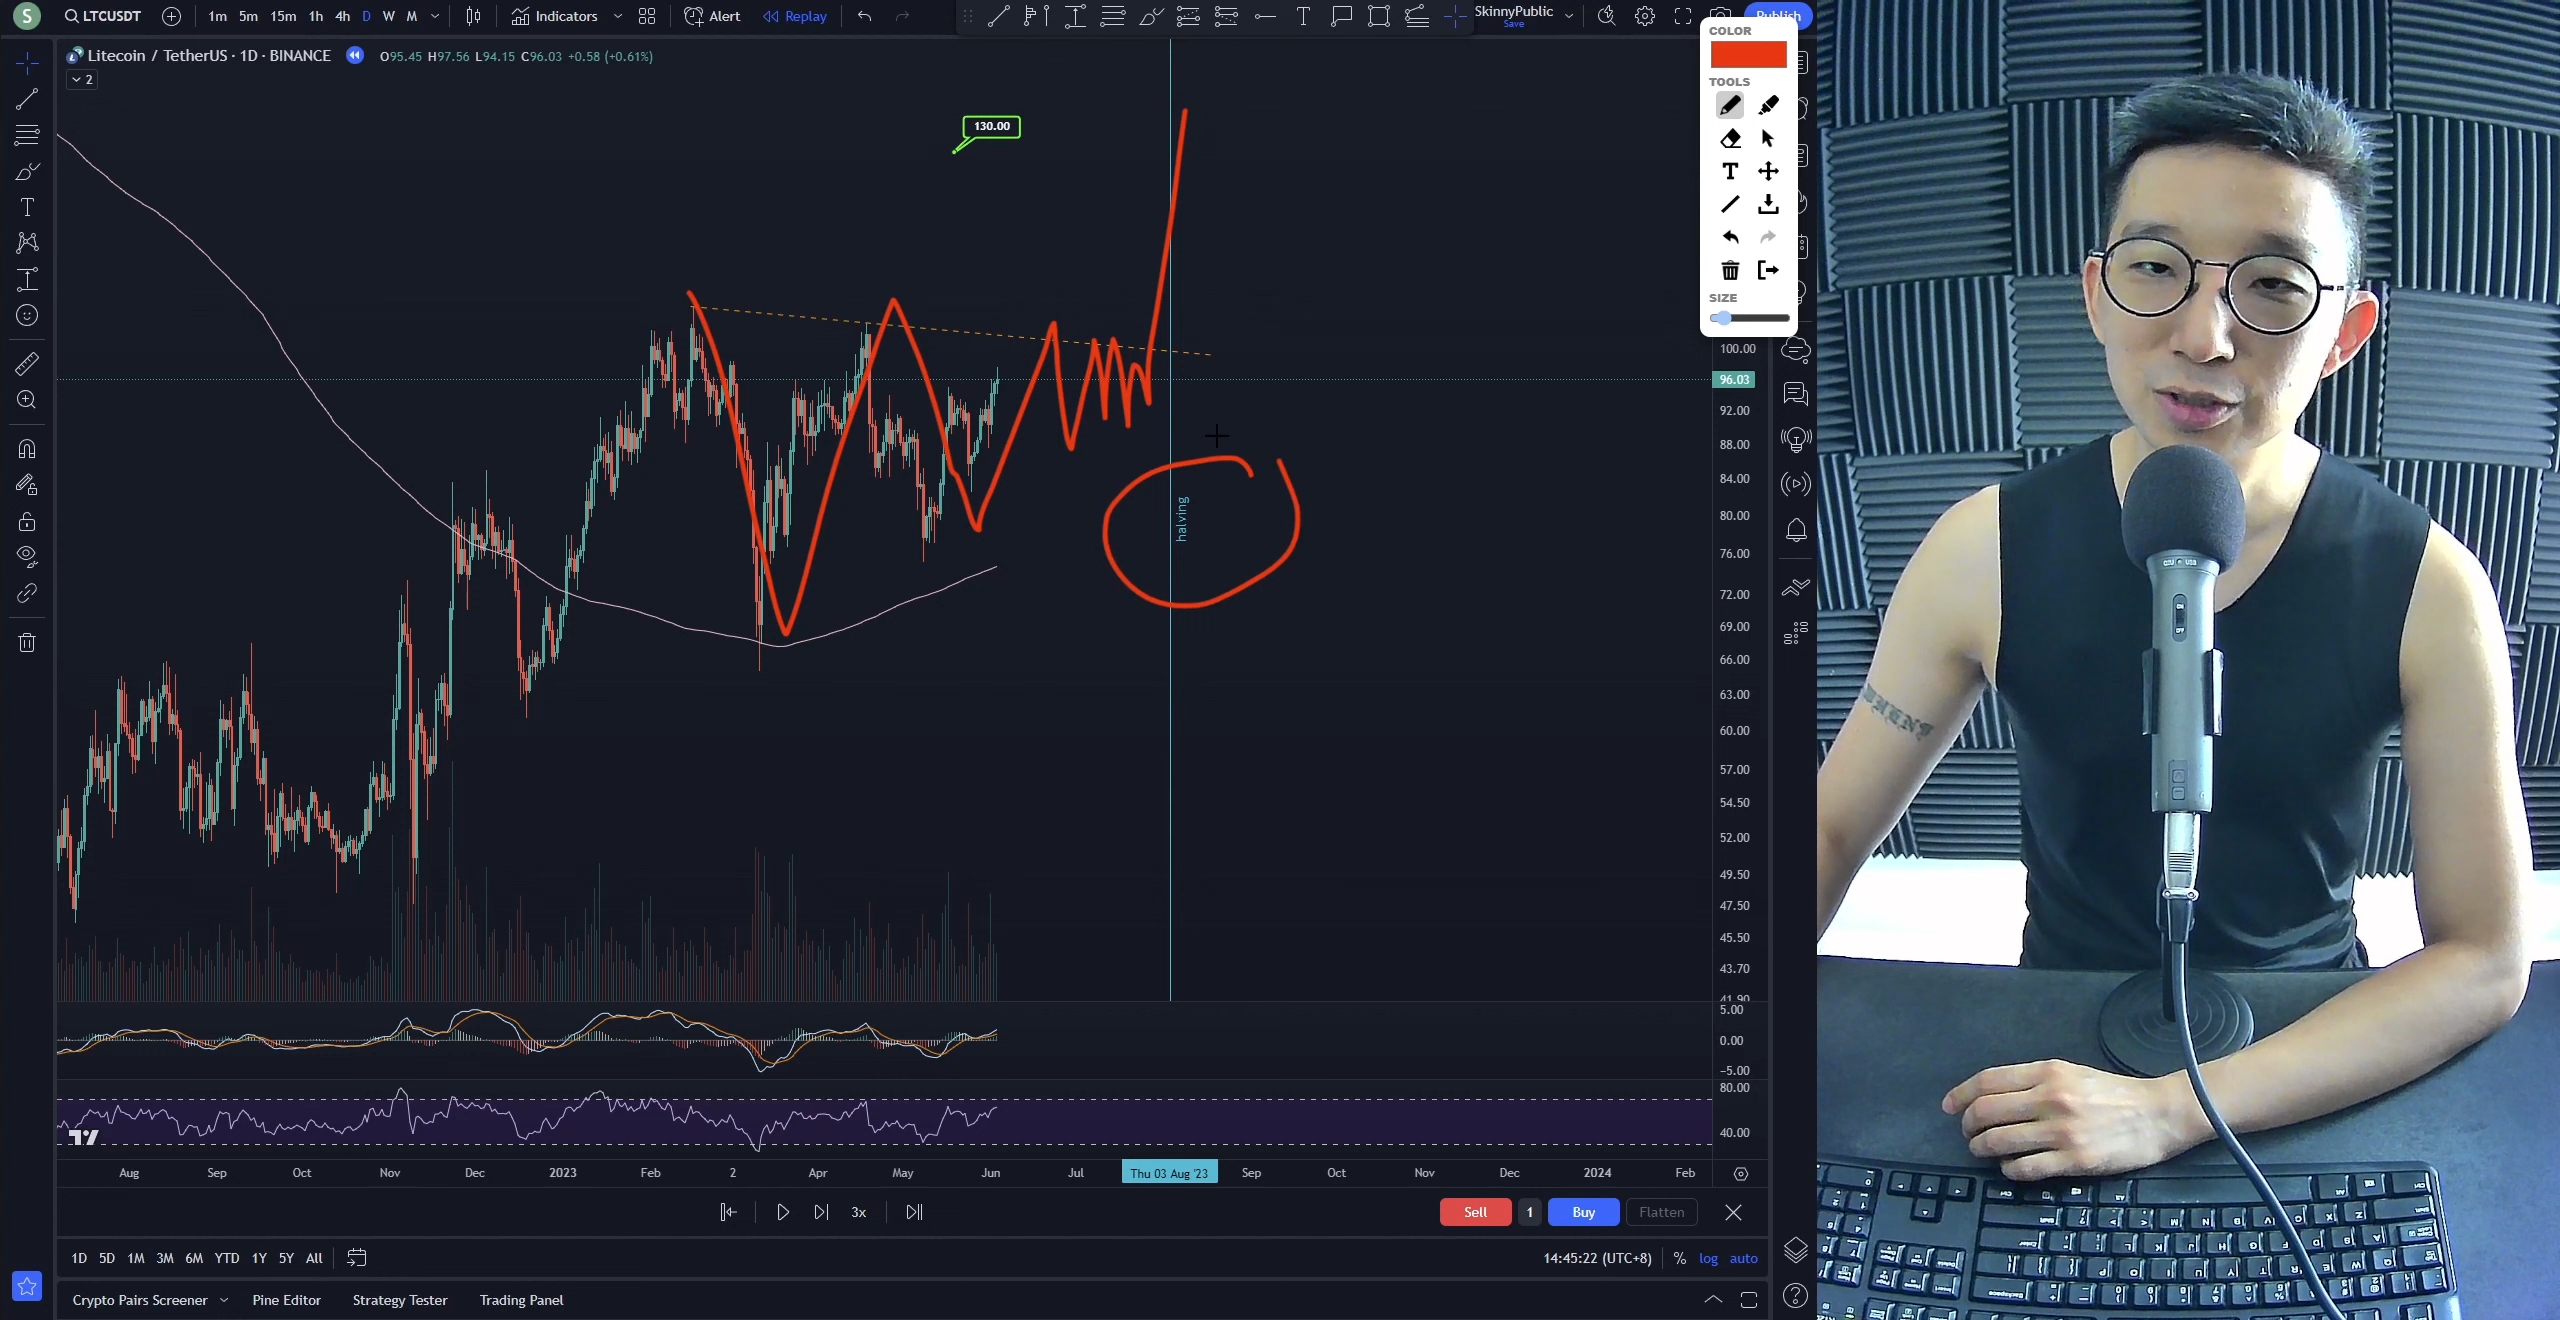 S LTCUSDT 1m 5m 15m 1h 4h D W M Indicators Alert Replay SkinnyPublic Publish
Save
COLOR
Litecoin / TetherUS · 1D · BINANCE O95.45 H97.56 L94.15 C96.03 +0.58 (+0.61%)
2
TOOLS
130.00
T
SIZE
100.00
96.03
92.00
88.00
84.00
halving
80.00
76.00
72.00
69.00
66.00
63.00
60.00
57.00
54.50
52.00
49.50
47.50
45.50
43.70
41.90
5.00
0.00
−5.00
80.00
40.00
Aug Sep Oct Nov Dec 2023 Feb 2 Apr May Jun Jul Thu 03 Aug '23 Sep Oct Nov Dec 2024 Feb
3x Sell 1 Buy Flatten
1D 5D 1M 3M 6M YTD 1Y 5Y All 14:45:22 (UTC+8) % log auto
Crypto Pairs Screener Pine Editor Strategy Tester Trading Panel